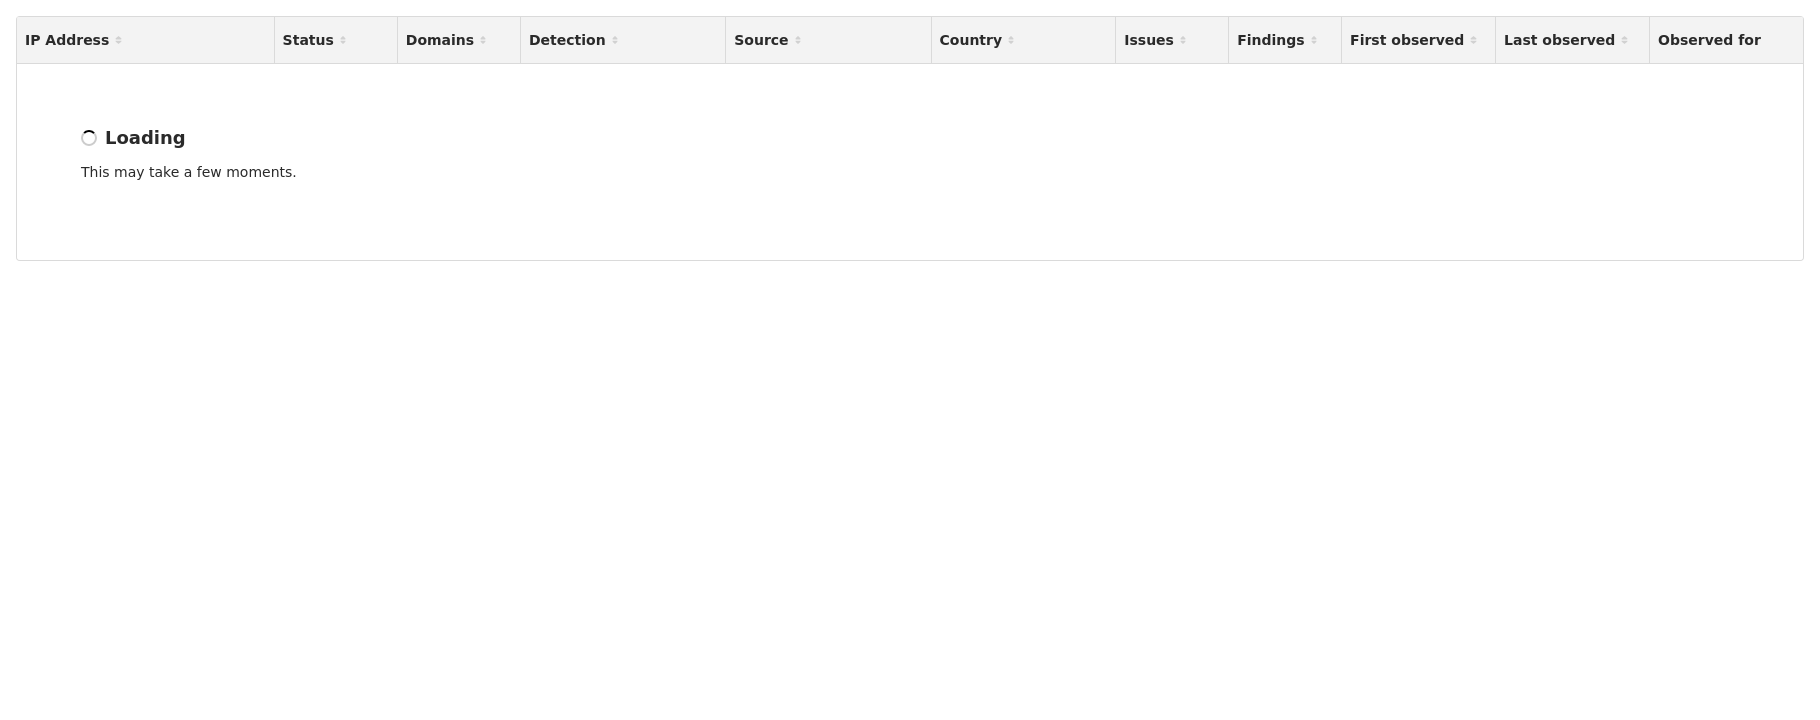 IP Address Status Domains Detection Source Country Issues Findings First observed Last observed Observed for
Loading
This may take a few moments.